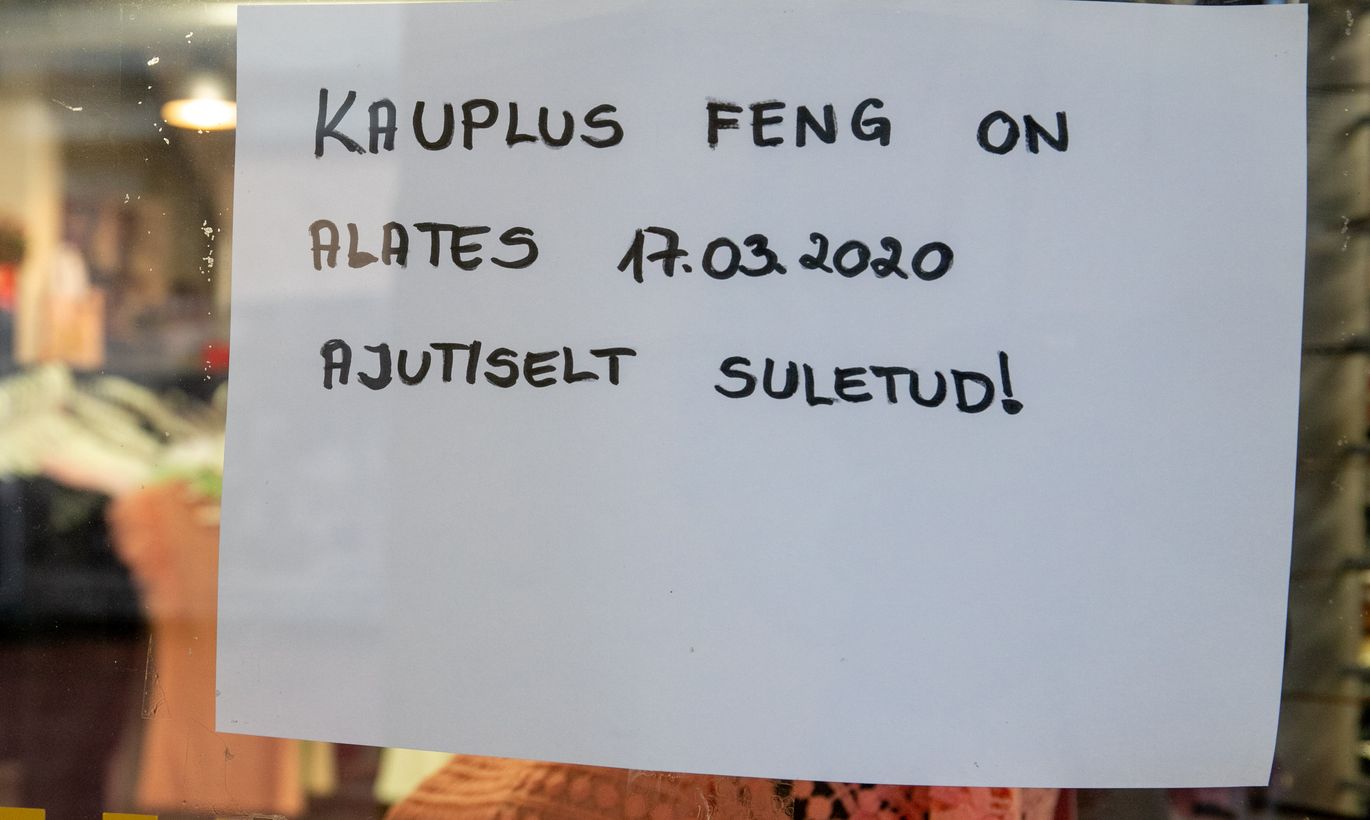 KAUPLUS FENG ON
ALATES 17.03.2020
AJUTISELT SULETUD!